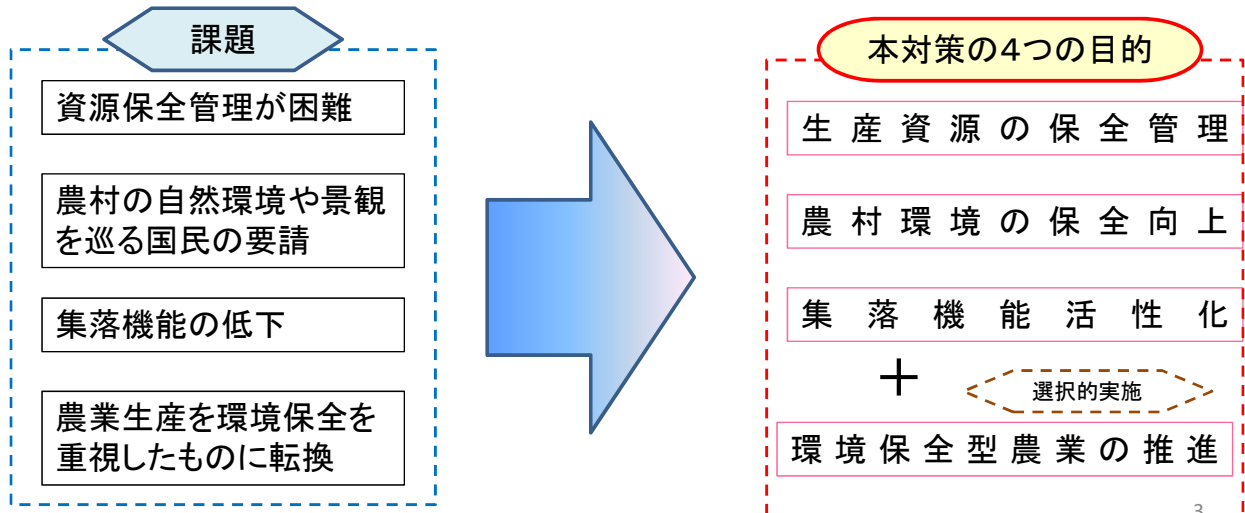 課題
資源保全管理が困難
農村の自然環境や景観
を巡る国民の要請
集落機能の低下
農業生産を環境保全を
重視したものに転換
本対策の4つの目的
生産資源の保全管理
農村環境の保全向上
集落機能活性化
＋
選択的実施
環境保全型農業の推進
3